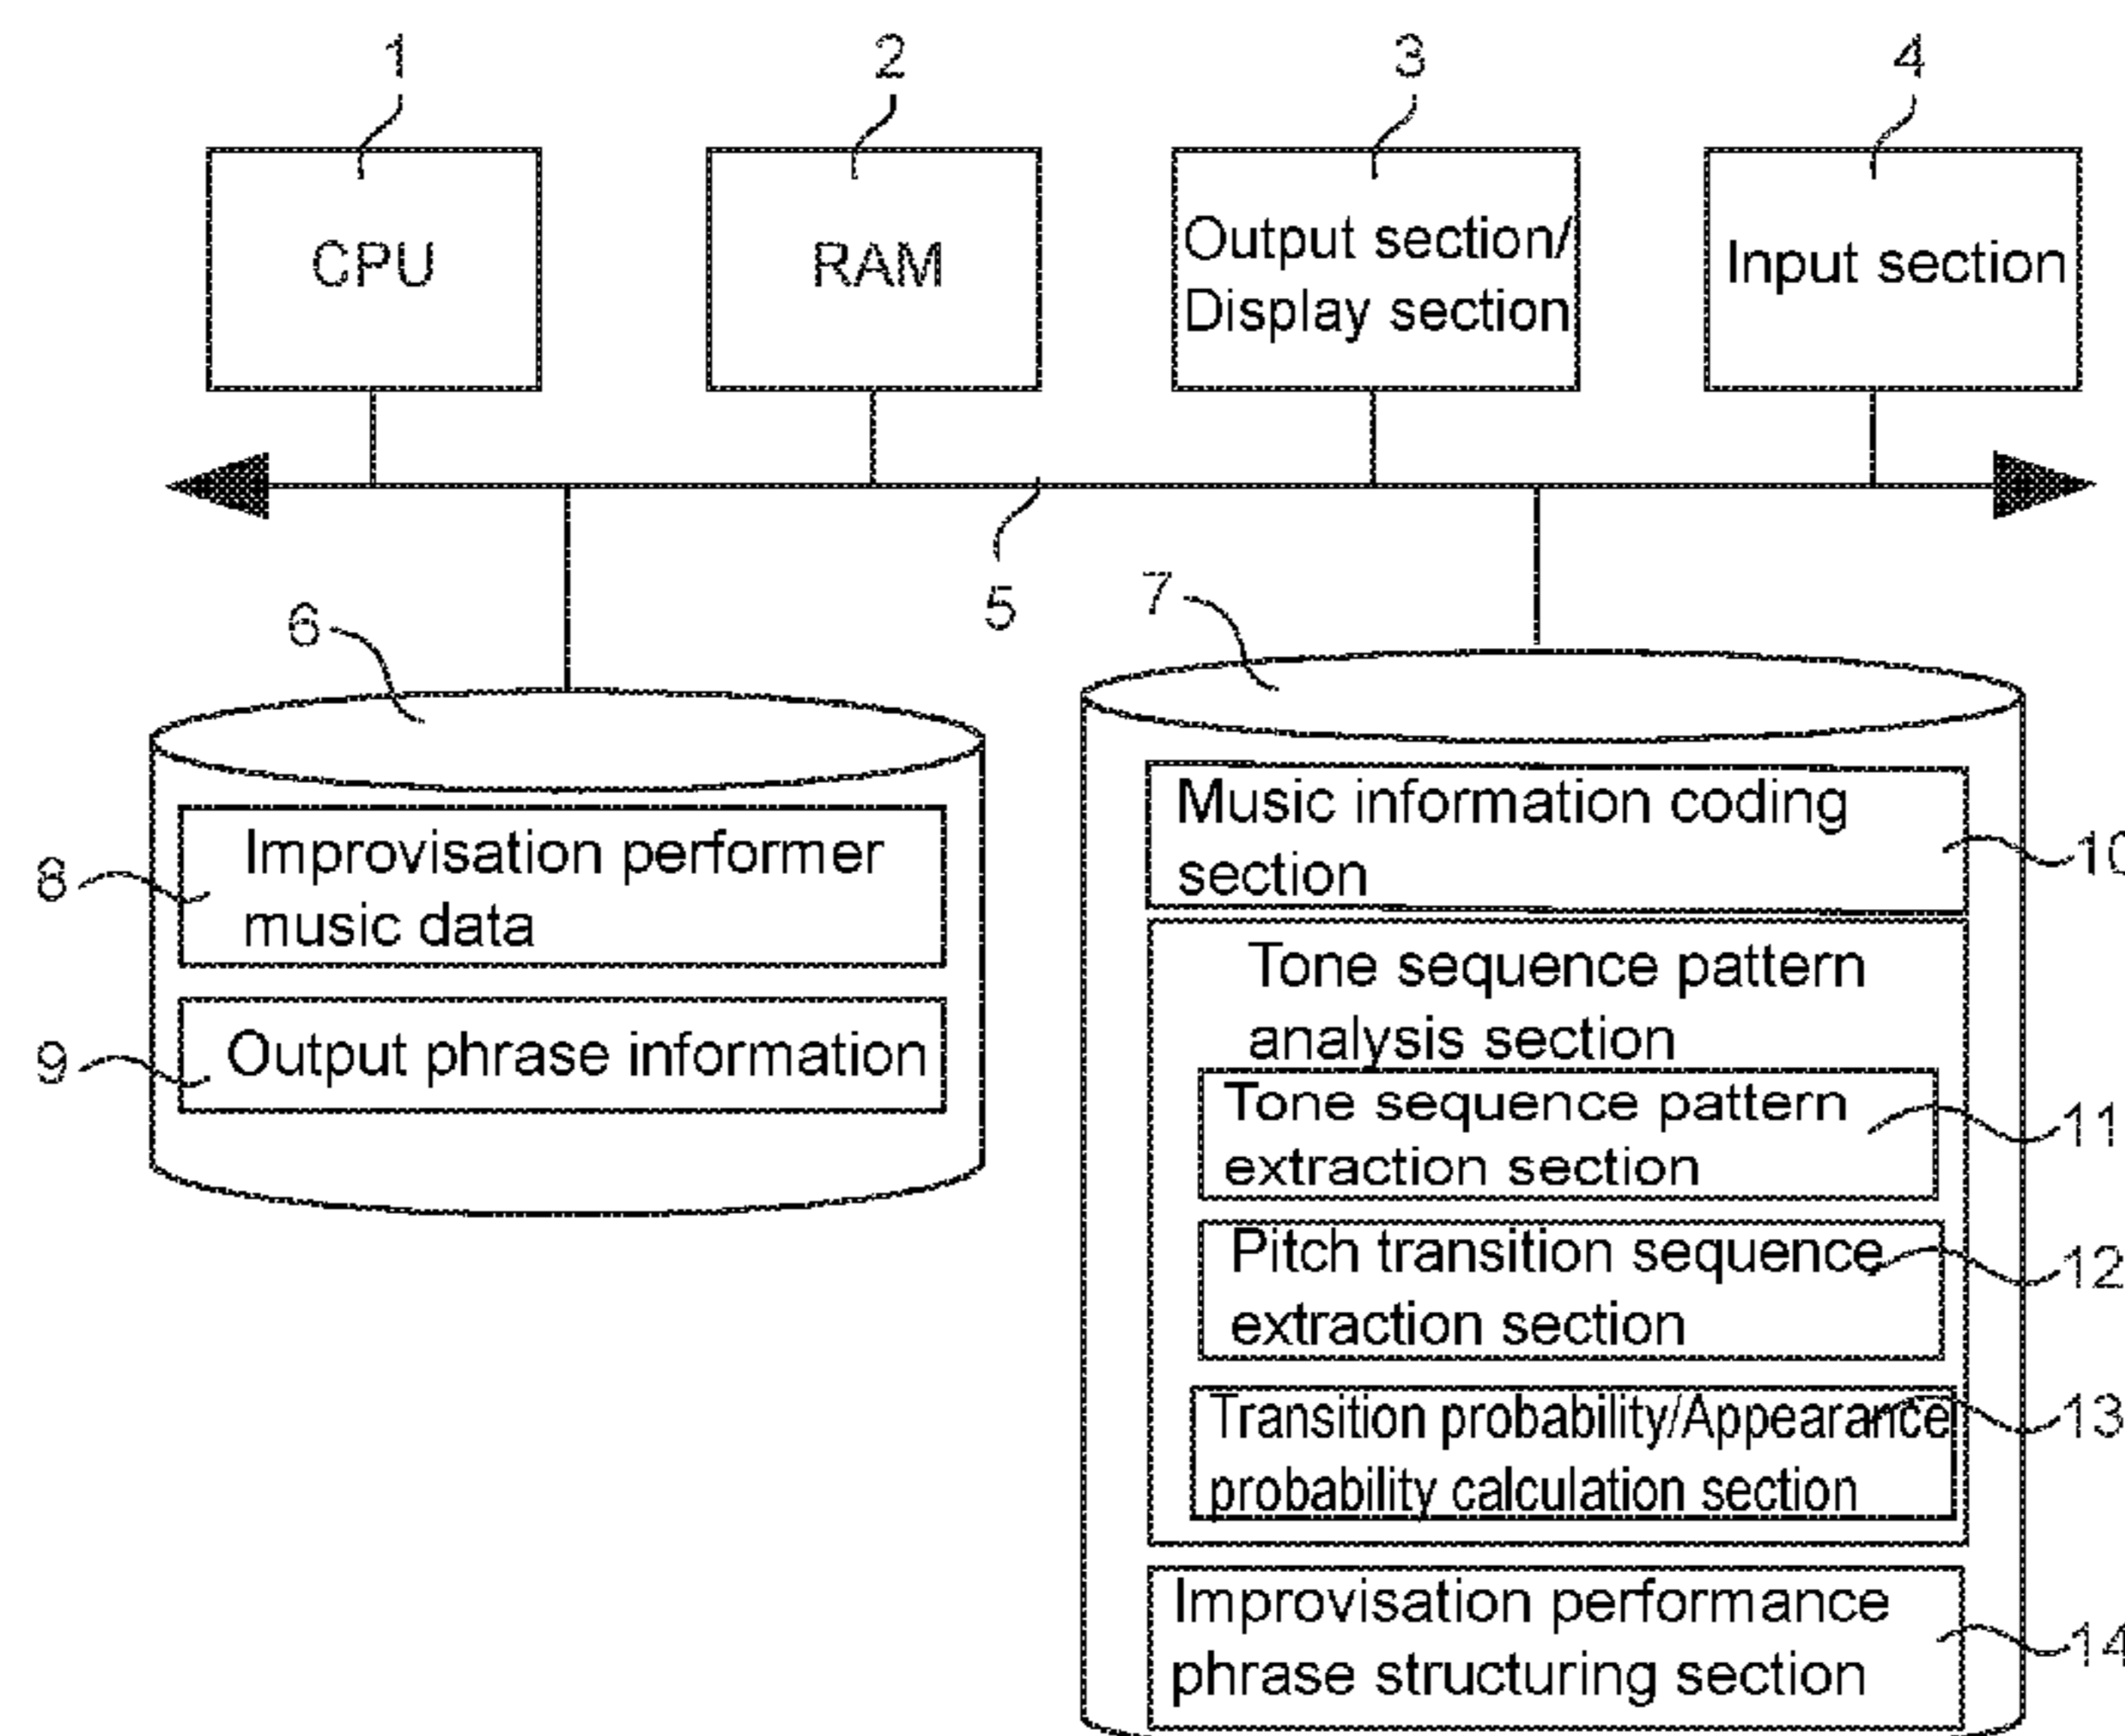 1
2
3
4
CPU
RAM
Output section/
Display section
Input section
5
6
7
8
Improvisation performer
music data
9
Output phrase information
Music information coding
section
10
Tone sequence pattern
analysis section
Tone sequence pattern
extraction section
11
Pitch transition sequence
extraction section
12
Transition probability/Appearance
probability calculation section
13
Improvisation performance
phrase structuring section
14